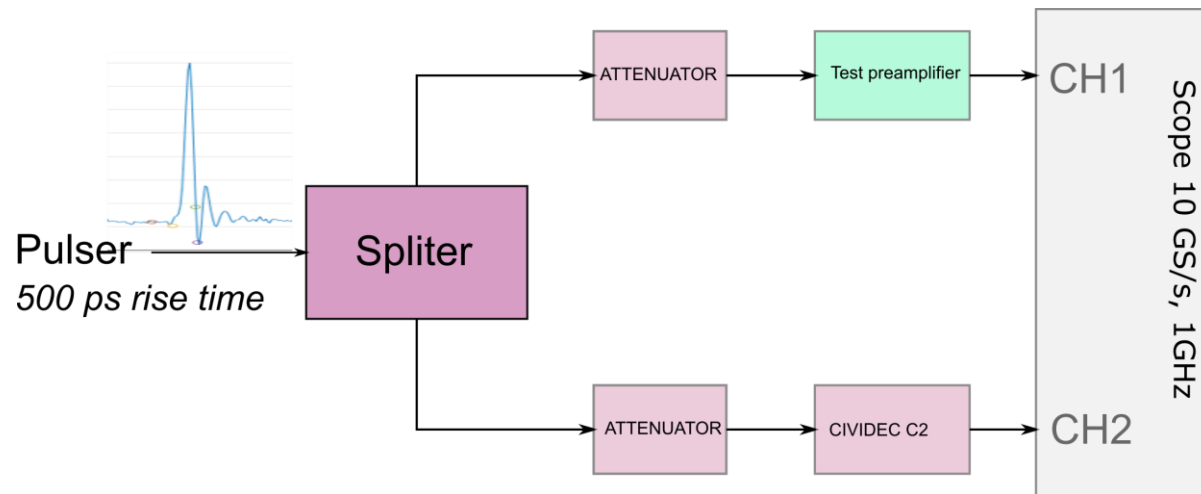 ATTENUATOR
Test preamplifier
CH1
Scope 10 GS/s, 1GHz
Pulser
500 ps rise time
Spliter
ATTENUATOR
CIVIDEC C2
CH2